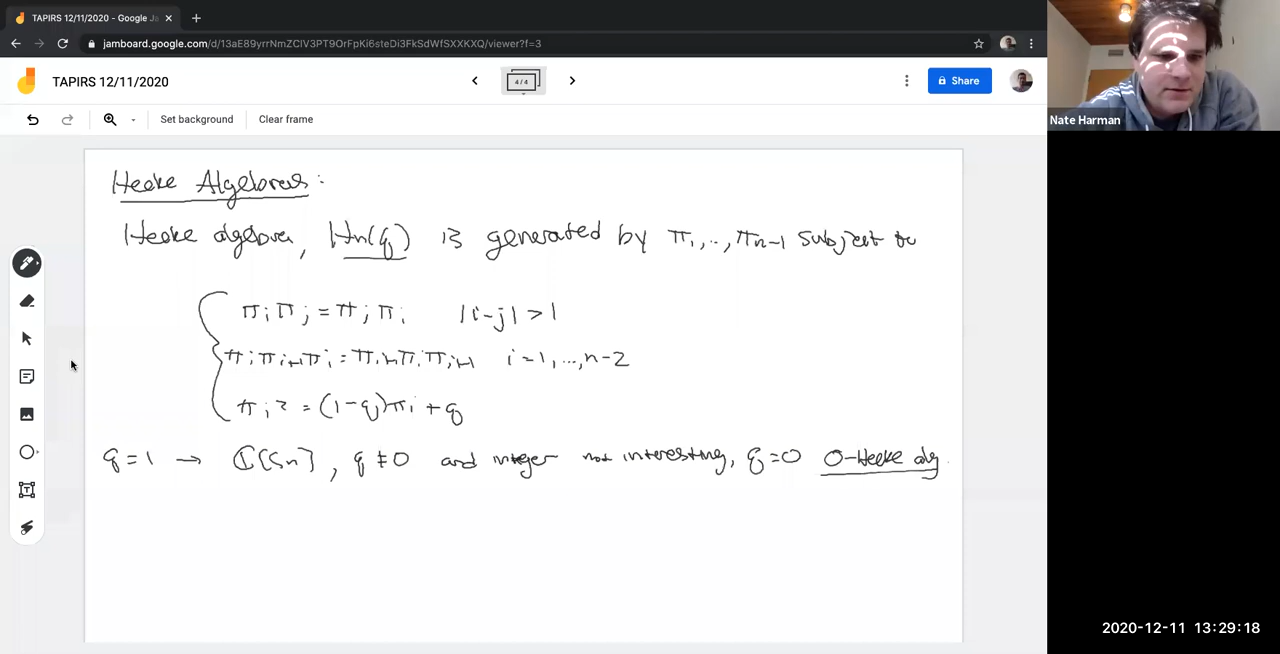 TAPIRS 12/11/2020 - Google Ja
jamboard.google.com/d/13aE89yrrNmZClV3PT9OrFpKi6steDi3FkSdWfSXXKXQ/viewer?f=3
TAPIRS 12/11/2020
4/4
Share
Set background
Clear frame
Nate Harman
Hecke Algebras:
Hecke algebra, Hn(q) is generated by π1,..,πn-1 subject to
πiπj = πjπi |i-j| > 1
πiπi+1πi = πi+1πiπi+1 i=1,...,n-2
πi² = (1-q)πi + q
q=1 → ℂ[Sn], q≠0 and integer not interesting, q=0 0-Hecke alg.
2020-12-11 13:29:18